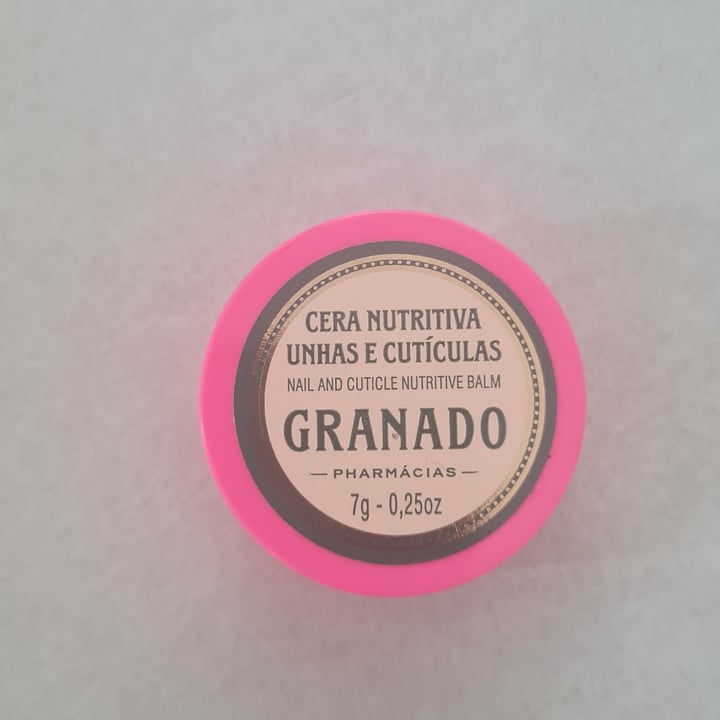 CERA NUTRITIVA
UNHAS E CUTÍCULAS
NAIL AND CUTICLE NUTRITIVE BALM
GRANADO
— PHARMÁCIAS —
7g - 0,25oz